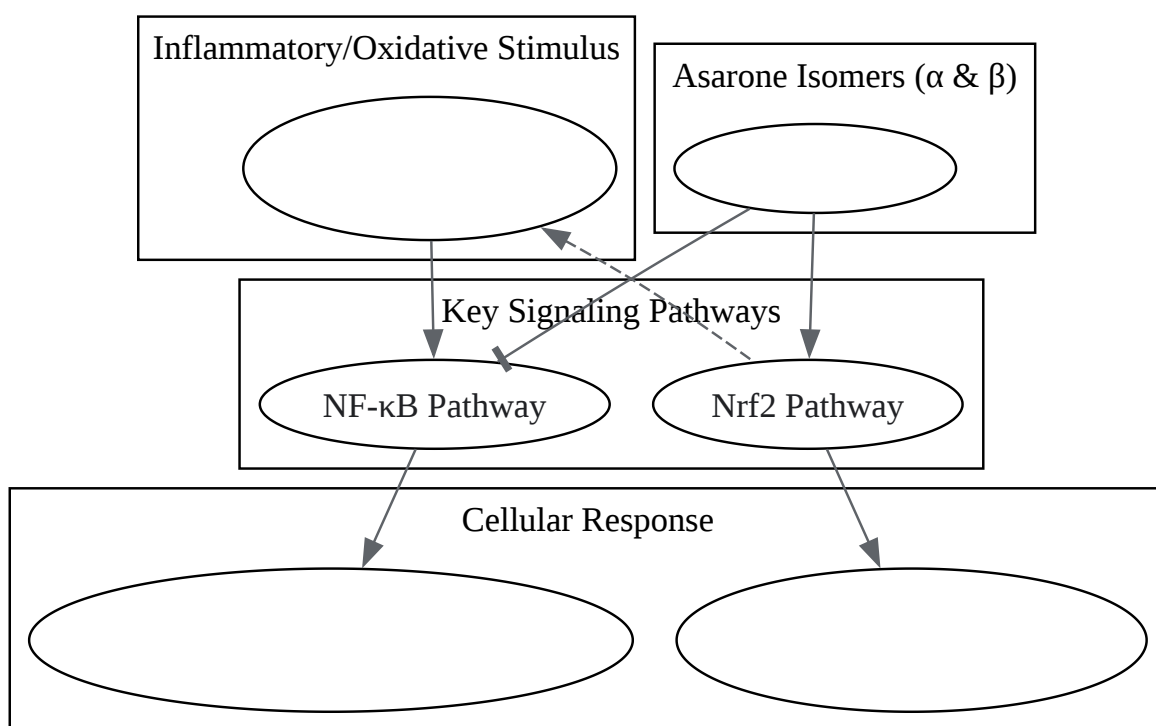 Inflammatory/Oxidative Stimulus
Asarone Isomers (α & β)
Key Signaling Pathways
NF-κB Pathway
Nrf2 Pathway
Cellular Response